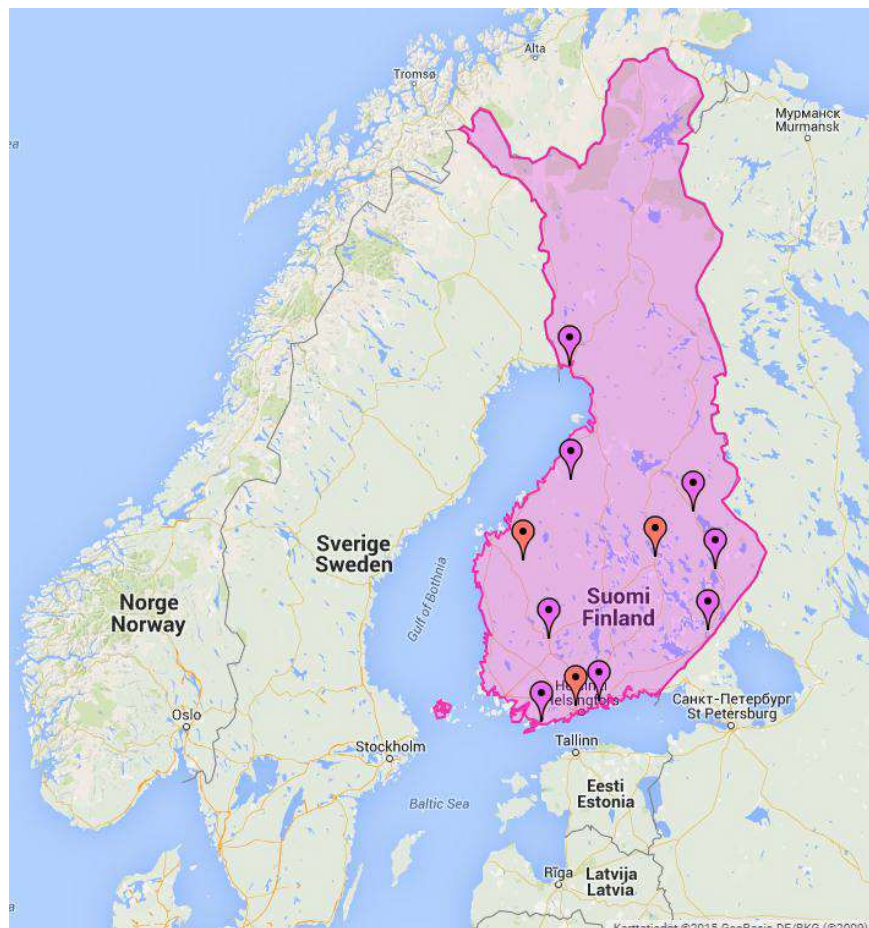 Alta
Tromsø
Мурманск
Murmansk
Sverige
Sweden
Norge
Norway
Gulf of Bothnia
Suomi
Finland
Oslo
Stockholm
Санкт-Петербург
St Petersburg
Tallinn
Baltic Sea
Eesti
Estonia
Rīga
Latvija
Latvia